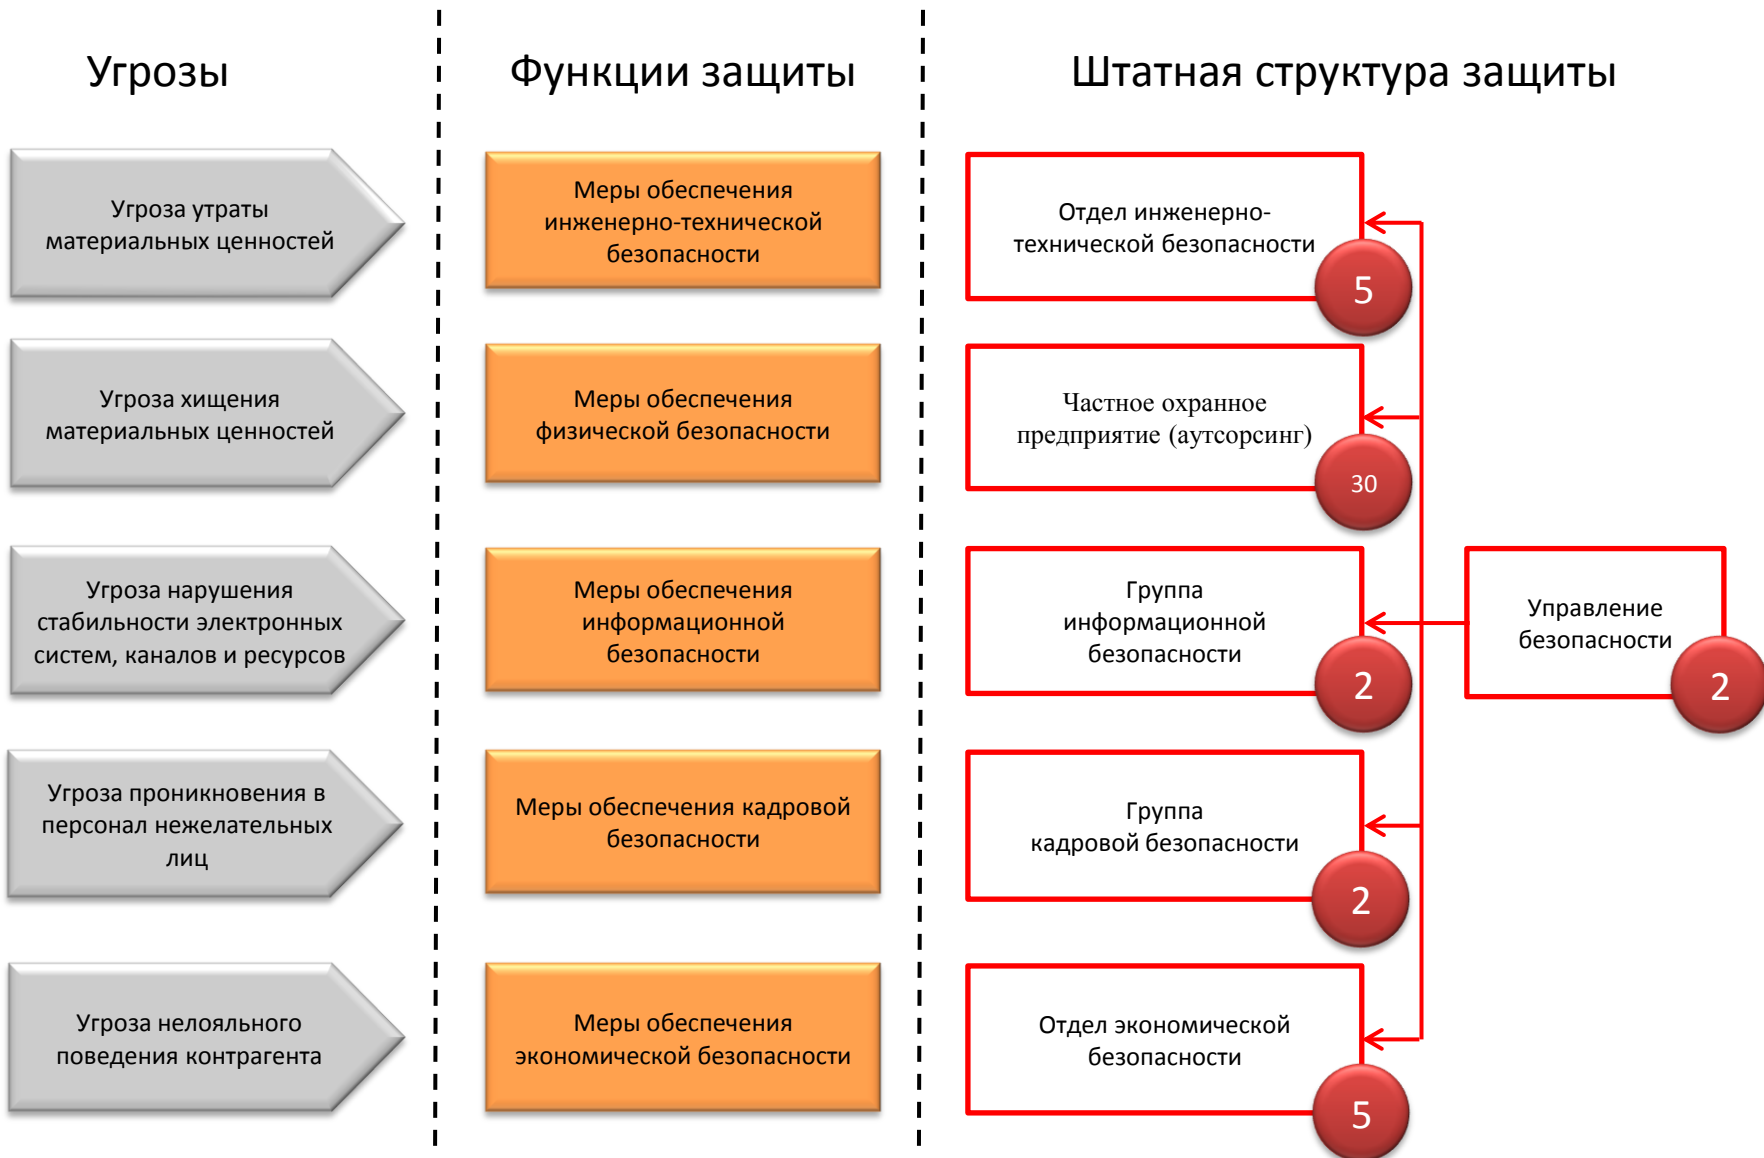 Угрозы
Функции защиты
Штатная структура защиты
Угроза утраты
материальных ценностей
Меры обеспечения
инженерно-технической
безопасности
Отдел инженерно-
технической безопасности
5
Угроза хищения
материальных ценностей
Меры обеспечения
физической безопасности
Частное охранное
предприятие (аутсорсинг)
30
Угроза нарушения
стабильности электронных
систем, каналов и ресурсов
Меры обеспечения
информационной
безопасности
Группа
информационной
безопасности
2
Управление
безопасности
2
Угроза проникновения в
персонал нежелательных
лиц
Меры обеспечения кадровой
безопасности
Группа
кадровой безопасности
2
Угроза нелояльного
поведения контрагента
Меры обеспечения
экономической безопасности
Отдел экономической
безопасности
5